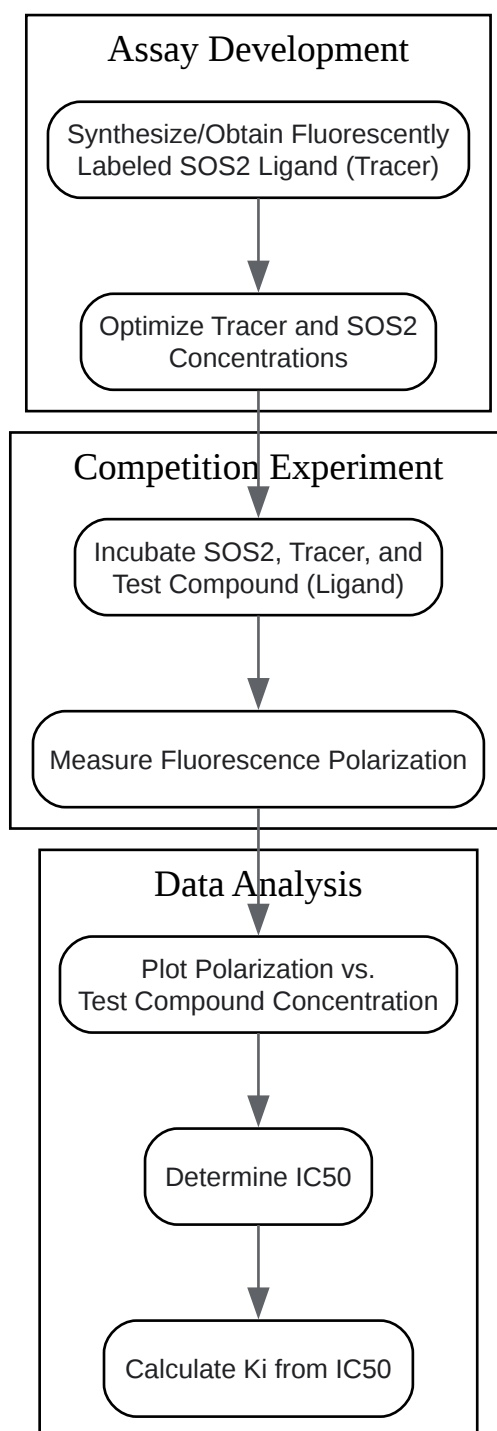 Assay Development
Synthesize/Obtain Fluorescently
Labeled SOS2 Ligand (Tracer)
Optimize Tracer and SOS2
Concentrations
Competition Experiment
Incubate SOS2, Tracer, and
Test Compound (Ligand)
Measure Fluorescence Polarization
Data Analysis
Plot Polarization vs.
Test Compound Concentration
Determine IC50
Calculate Ki from IC50